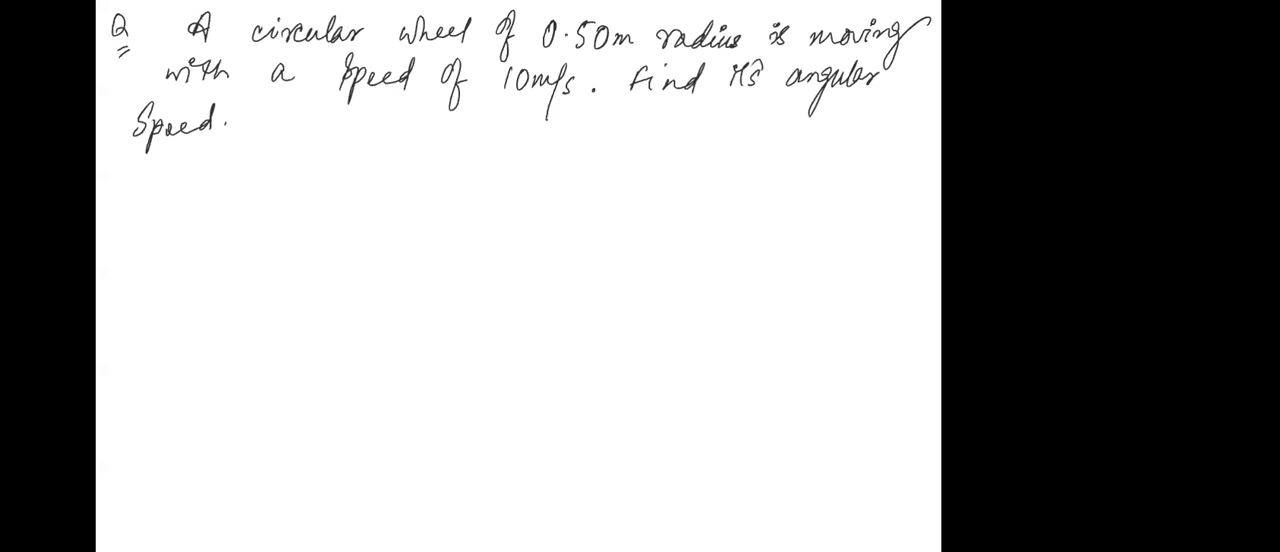 Q A circular wheel of 0.50m radius is moving
with a speed of 10m/s. Find its angular
Speed.